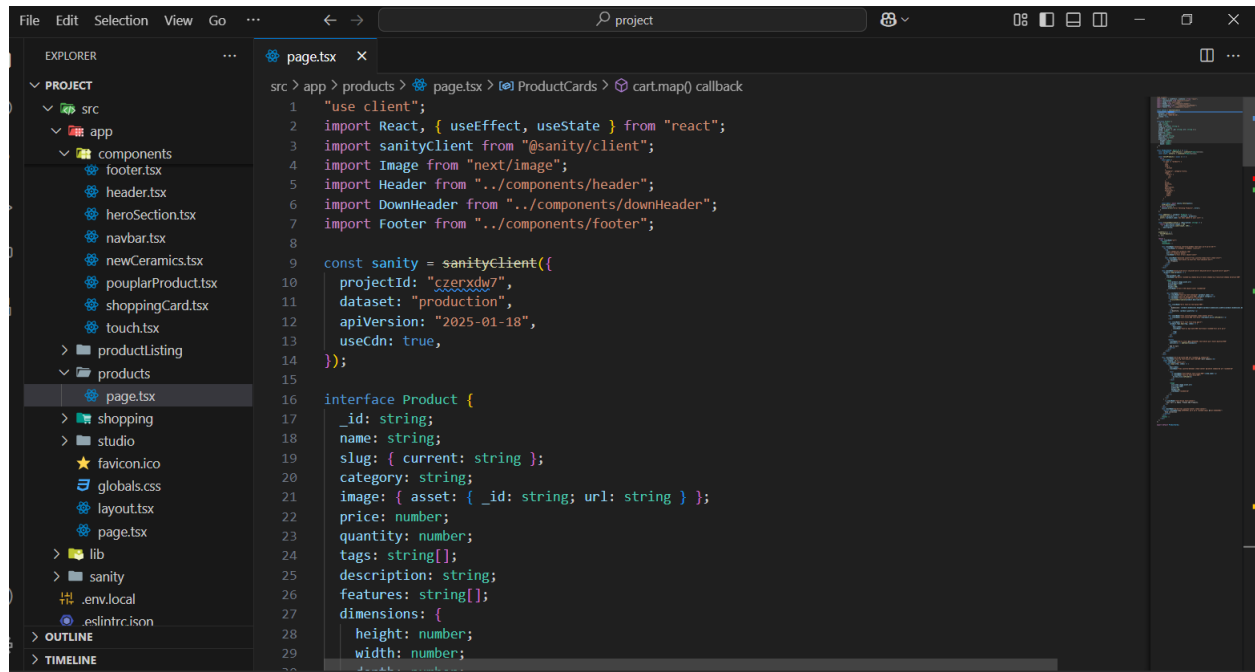 File Edit Selection View Go ··· ← → project
EXPLORER ···
PROJECT
src
app
components
footer.tsx
header.tsx
heroSection.tsx
navbar.tsx
newCeramics.tsx
pouplarProduct.tsx
shoppingCard.tsx
touch.tsx
productListing
products
page.tsx
shopping
studio
favicon.ico
globals.css
layout.tsx
page.tsx
lib
sanity
.env.local
.eslintrc.json
OUTLINE
TIMELINE
page.tsx ×
src > app > products > page.tsx > ProductCards > cart.map() callback
1 "use client";
2 import React, { useEffect, useState } from "react";
3 import sanityClient from "@sanity/client";
4 import Image from "next/image";
5 import Header from "../components/header";
6 import DownHeader from "../components/downHeader";
7 import Footer from "../components/footer";
8
9 const sanity = sanityClient({
10 projectId: "czerxdw7",
11 dataset: "production",
12 apiVersion: "2025-01-18",
13 useCdn: true,
14 });
15
16 interface Product {
17 _id: string;
18 name: string;
19 slug: { current: string };
20 category: string;
21 image: { asset: { _id: string; url: string } };
22 price: number;
23 quantity: number;
24 tags: string[];
25 description: string;
26 features: string[];
27 dimensions: {
28 height: number;
29 width: number;